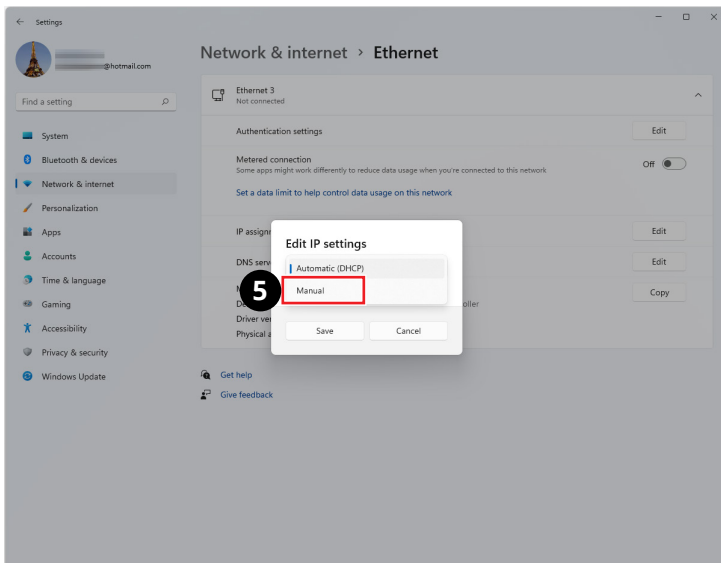 Settings
@hotmail.com
Find a setting
System
Bluetooth & devices
Network & internet
Personalization
Apps
Accounts
Time & language
Gaming
Accessibility
Privacy & security
Windows Update
Network & internet > Ethernet
Ethernet 3
Not connected
Authentication settings
Edit
Metered connection
Some apps might work differently to reduce data usage when you're connected to this network
Off
Set a data limit to help control data usage on this network
IP
Edit
DNS
Edit
Copy
Driver
Physical
Edit IP settings
Automatic (DHCP)
5
Manual
Save
Cancel
Get help
Give feedback